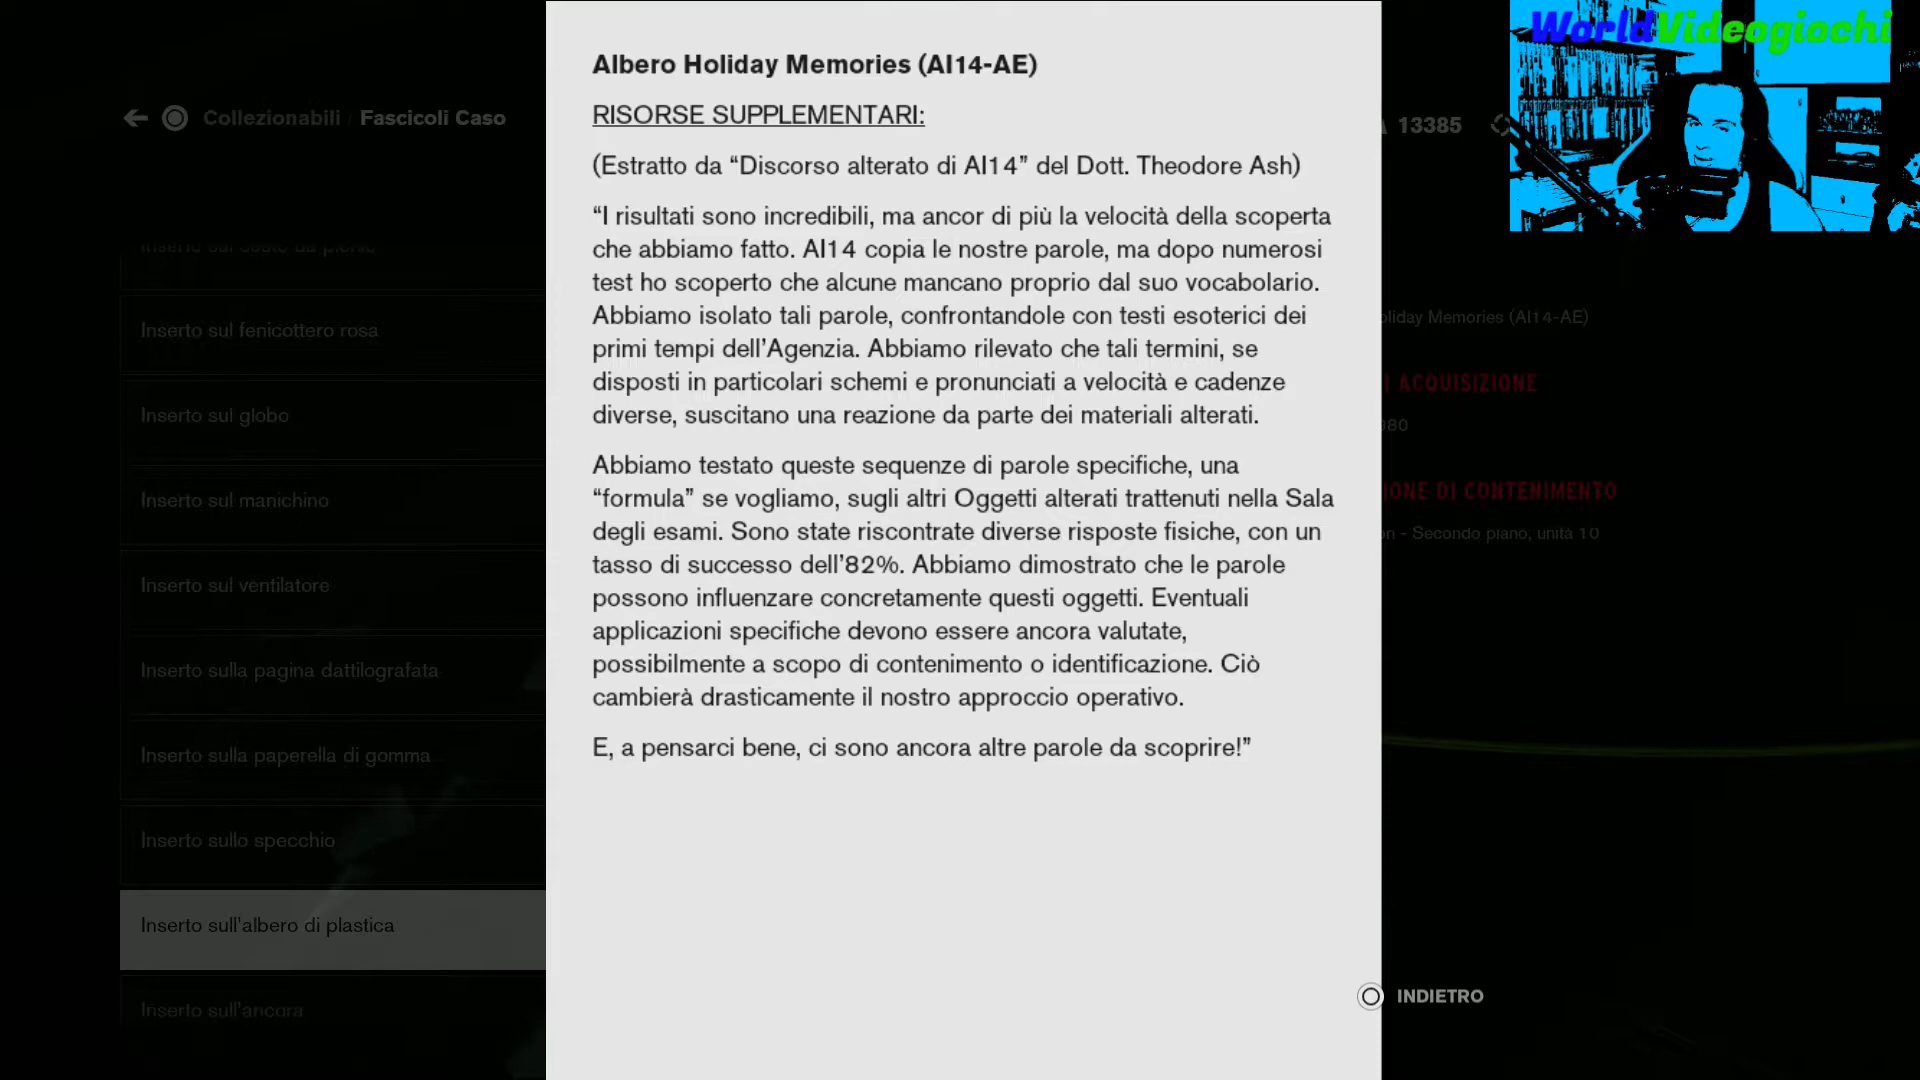 WorldVideogiochi
Albero Holiday Memories (AI14-AE)
RISORSE SUPPLEMENTARI:
Collezionabili / Fascicoli Caso
13385
(Estratto da “Discorso alterato di AI14” del Dott. Theodore Ash)
“I risultati sono incredibili, ma ancor di più la velocità della scoperta
che abbiamo fatto. AI14 copia le nostre parole, ma dopo numerosi
test ho scoperto che alcune mancano proprio dal suo vocabolario.
Abbiamo isolato tali parole, confrontandole con testi esoterici dei
primi tempi dell’Agenzia. Abbiamo rilevato che tali termini, se
disposti in particolari schemi e pronunciati a velocità e cadenze
diverse, suscitano una reazione da parte dei materiali alterati.
Abbiamo testato queste sequenze di parole specifiche, una
“formula” se vogliamo, sugli altri Oggetti alterati trattenuti nella Sala
degli esami. Sono state riscontrate diverse risposte fisiche, con un
tasso di successo dell’82%. Abbiamo dimostrato che le parole
possono influenzare concretamente questi oggetti. Eventuali
applicazioni specifiche devono essere ancora valutate,
possibilmente a scopo di contenimento o identificazione. Ciò
cambierà drasticamente il nostro approccio operativo.
E, a pensarci bene, ci sono ancora altre parole da scoprire!”
Inserto sul fenicottero rosa
Inserto sul globo
Inserto sul manichino
Inserto sul ventilatore
Inserto sulla pagina dattilografata
Inserto sulla paperella di gomma
Inserto sullo specchio
Inserto sull'albero di plastica
Inserto sull'ancora
Memories (AI14-AE)
ACQUISIZIONE
DI CONTENIMENTO
- Secondo piano, unità 10
INDIETRO